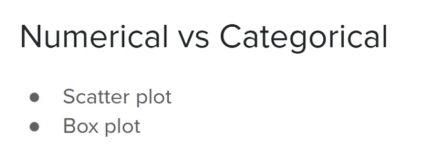 Numerical vs Categorical
● Scatter plot
● Box plot